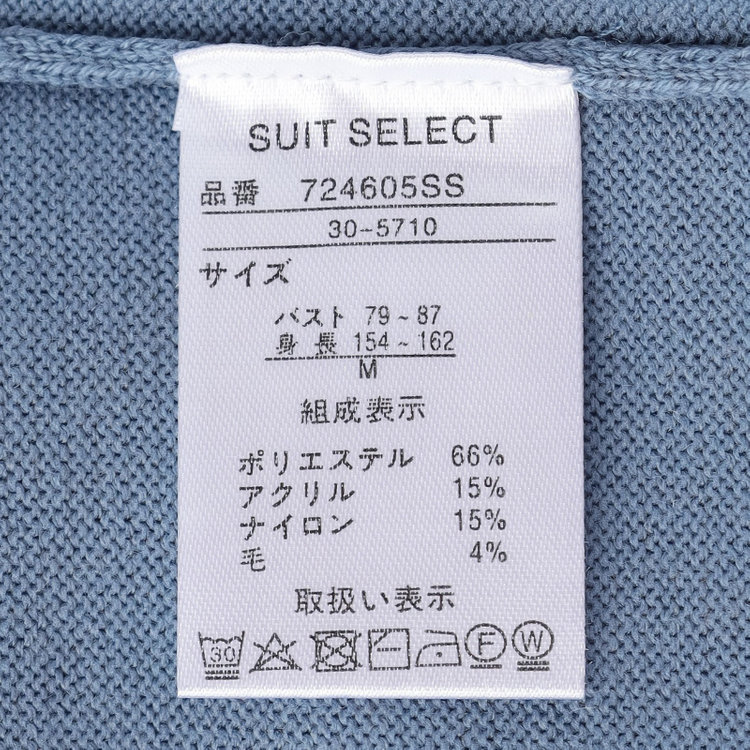 SUIT SELECT
品番 724605SS
30-5710
サイズ
バスト 79~87
身長 154~162
M
組成表示
ポリエステル 66%
アクリル 15%
ナイロン 15%
毛 4%
取扱い表示
30 F W